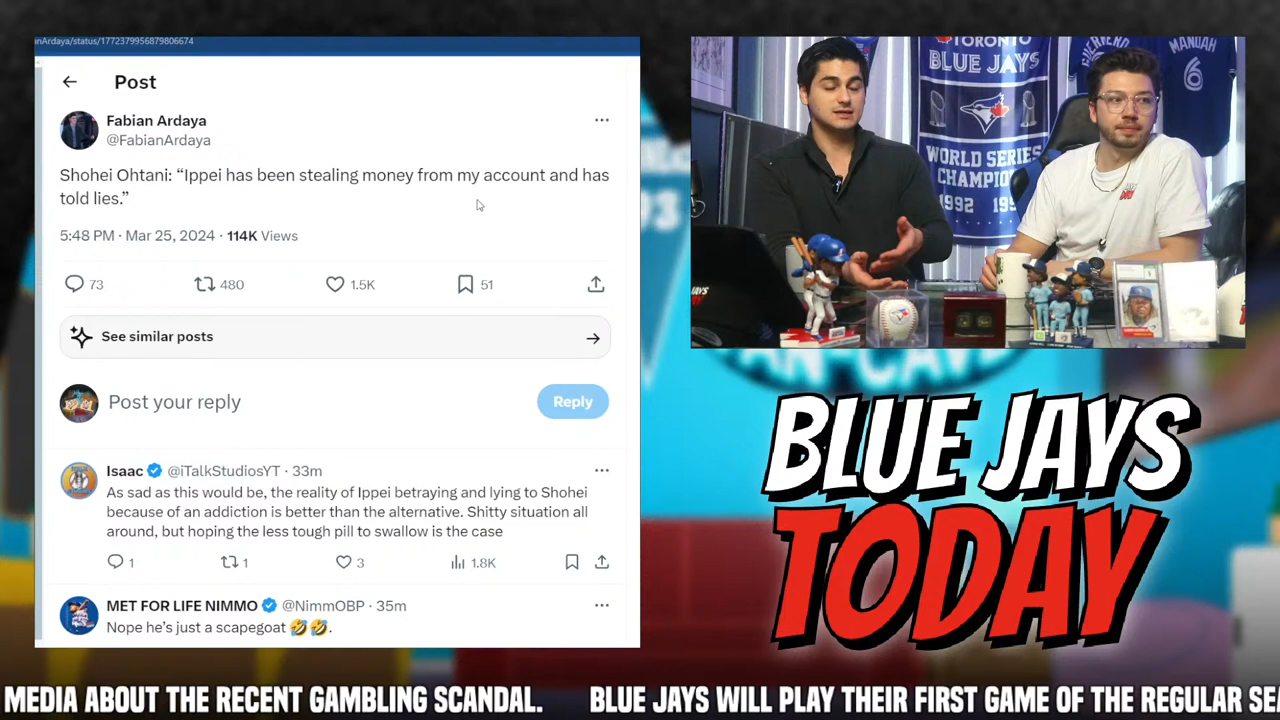 inArdaya/status/1772379956879806674
Post
Fabian Ardaya
@FabianArdaya
Shohei Ohtani: “Ippei has been stealing money from my account and has
told lies.”
5:48 PM · Mar 25, 2024 · 114K Views
73
480
1.5K
51
See similar posts
Post your reply
Reply
Isaac @iTalkStudiosYT · 33m
As sad as this would be, the reality of Ippei betraying and lying to Shohei
because of an addiction is better than the alternative. Shitty situation all
around, but hoping the less tough pill to swallow is the case
1
1
3
1.8K
MET FOR LIFE NIMMO @NimmOBP · 35m
Nope he's just a scapegoat 🤣🤣.
TORONTO
BLUE JAYS
WORLD SERIES
CHAMPION
1992 199
GUERRERO
MANOAH
6
BLUE JAYS
TODAY
MEDIA ABOUT THE RECENT GAMBLING SCANDAL. BLUE JAYS WILL PLAY THEIR FIRST GAME OF THE REGULAR SEA